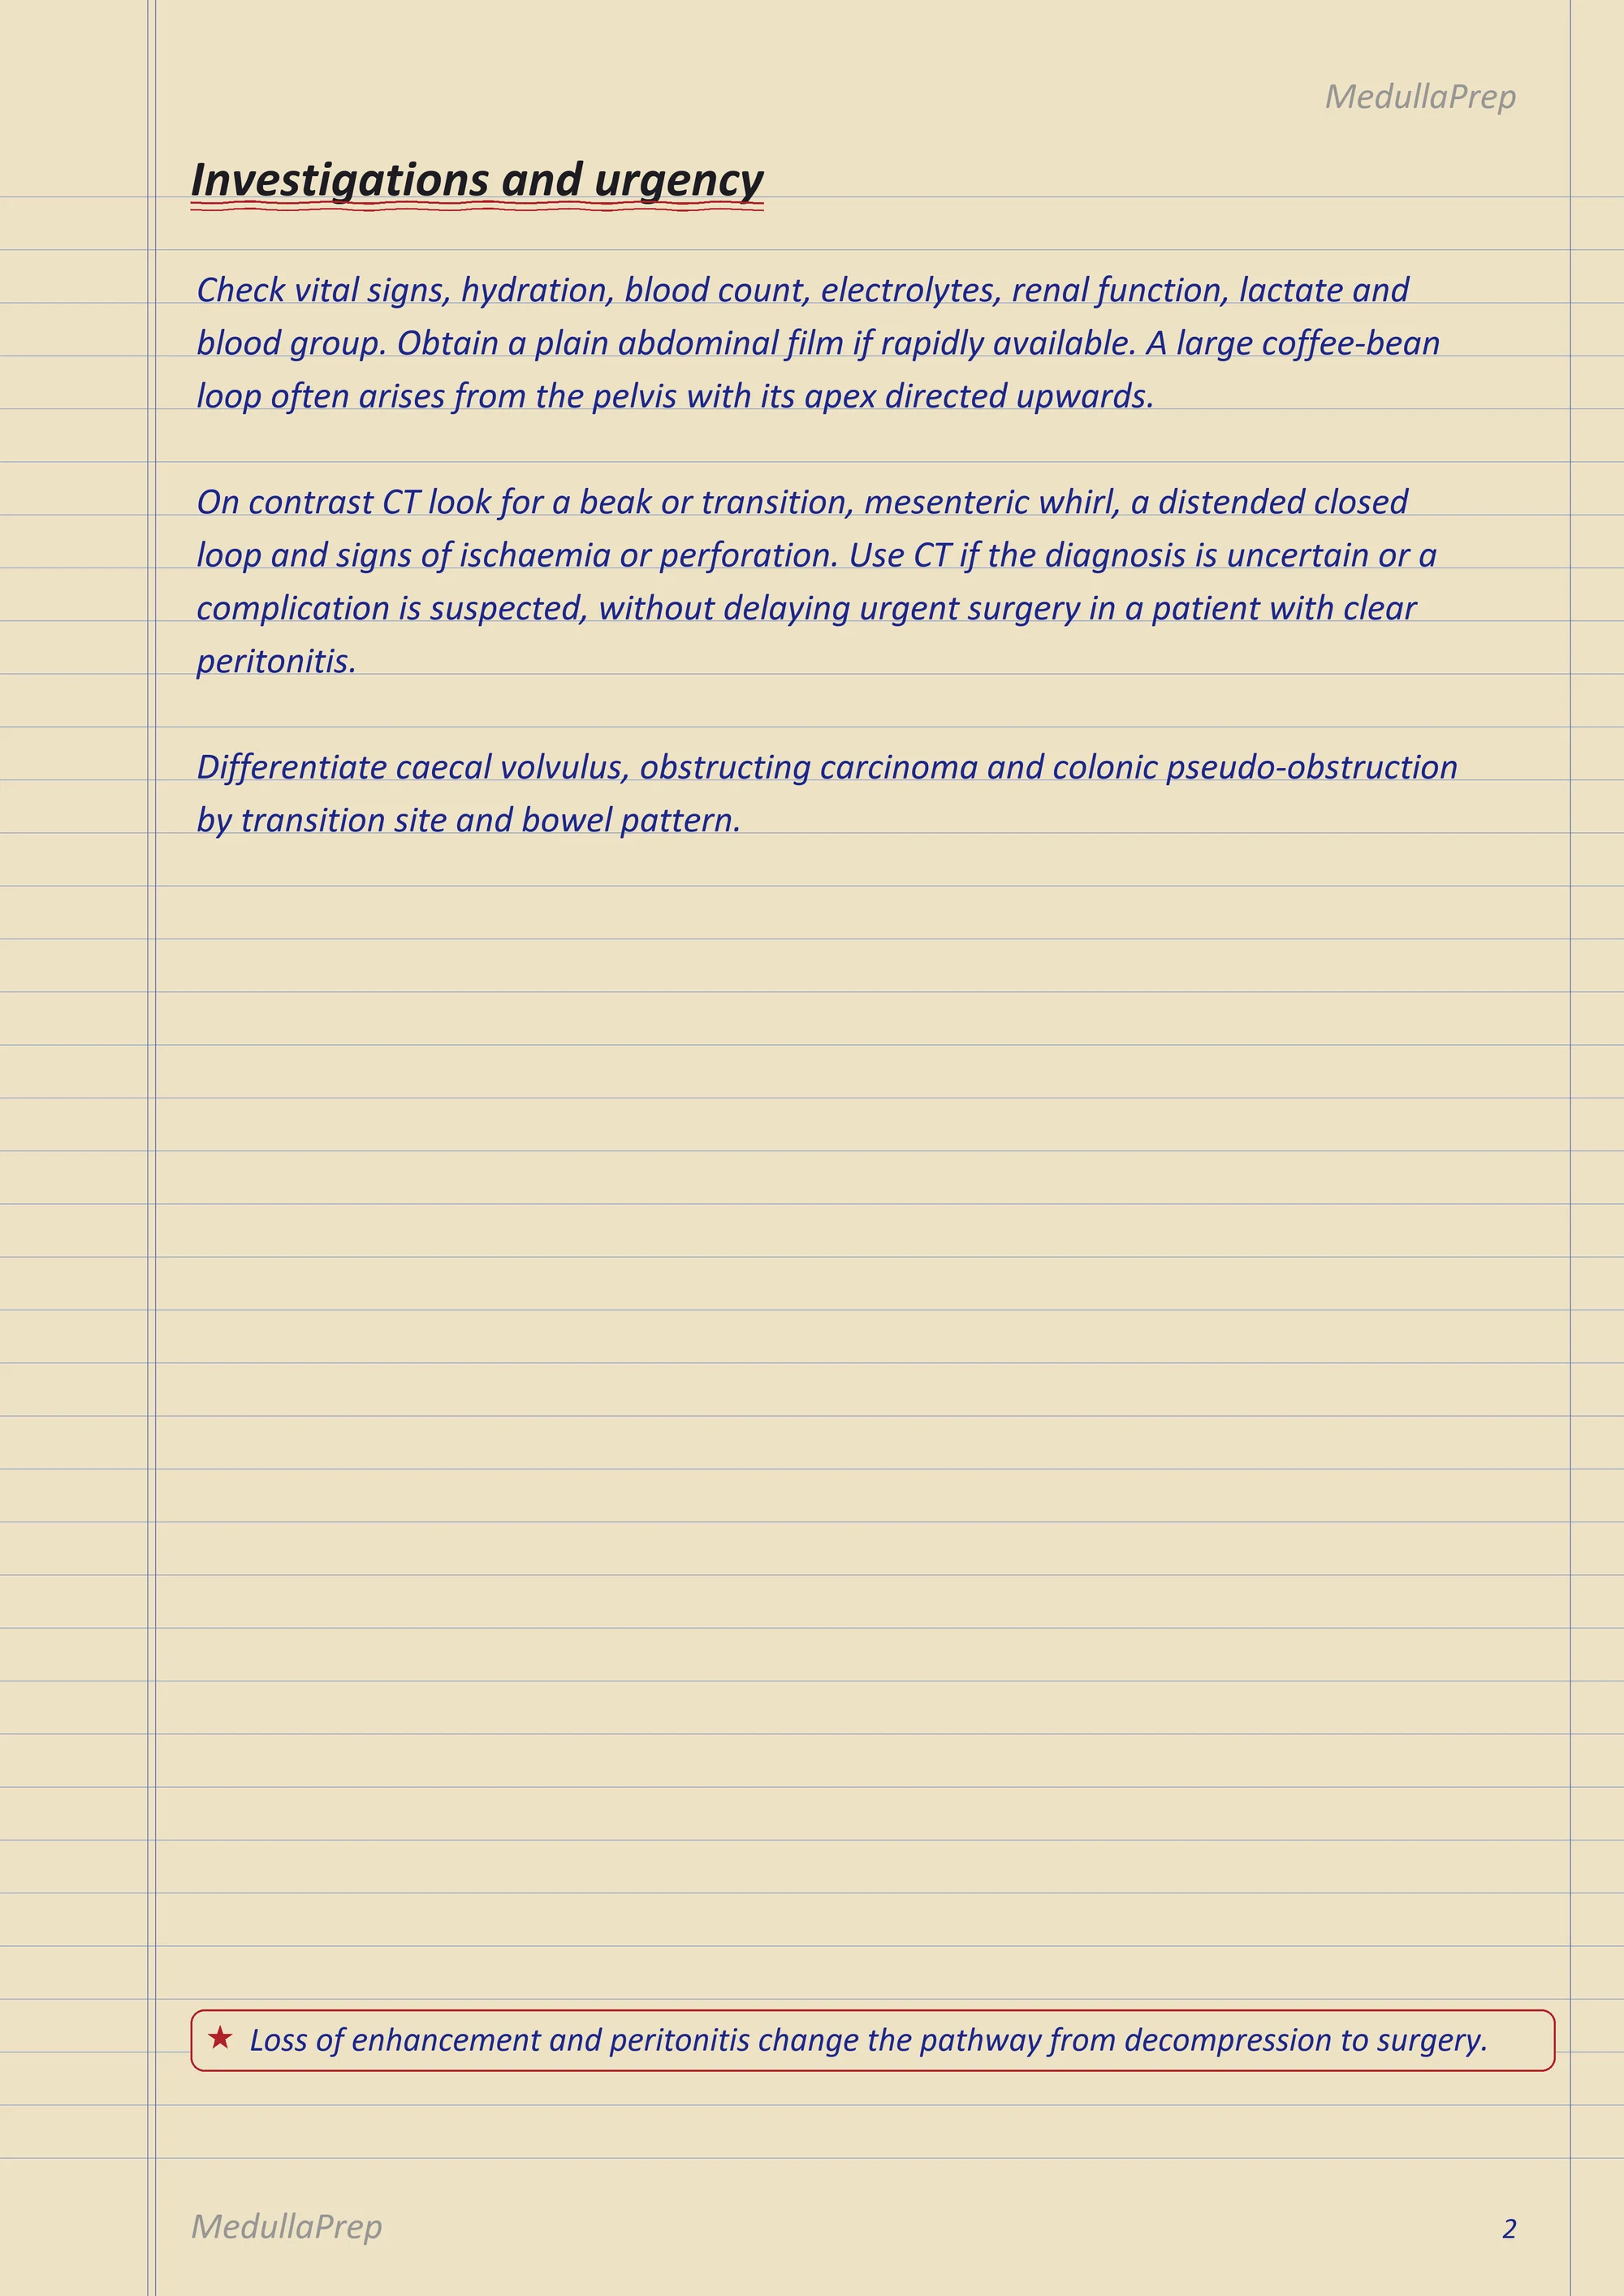 MedullaPrep
Investigations and urgency
Check vital signs, hydration, blood count, electrolytes, renal function, lactate and
blood group. Obtain a plain abdominal film if rapidly available. A large coffee-bean
loop often arises from the pelvis with its apex directed upwards.
On contrast CT look for a beak or transition, mesenteric whirl, a distended closed
loop and signs of ischaemia or perforation. Use CT if the diagnosis is uncertain or a
complication is suspected, without delaying urgent surgery in a patient with clear
peritonitis.
Differentiate caecal volvulus, obstructing carcinoma and colonic pseudo-obstruction
by transition site and bowel pattern.
★ Loss of enhancement and peritonitis change the pathway from decompression to surgery.
MedullaPrep
2